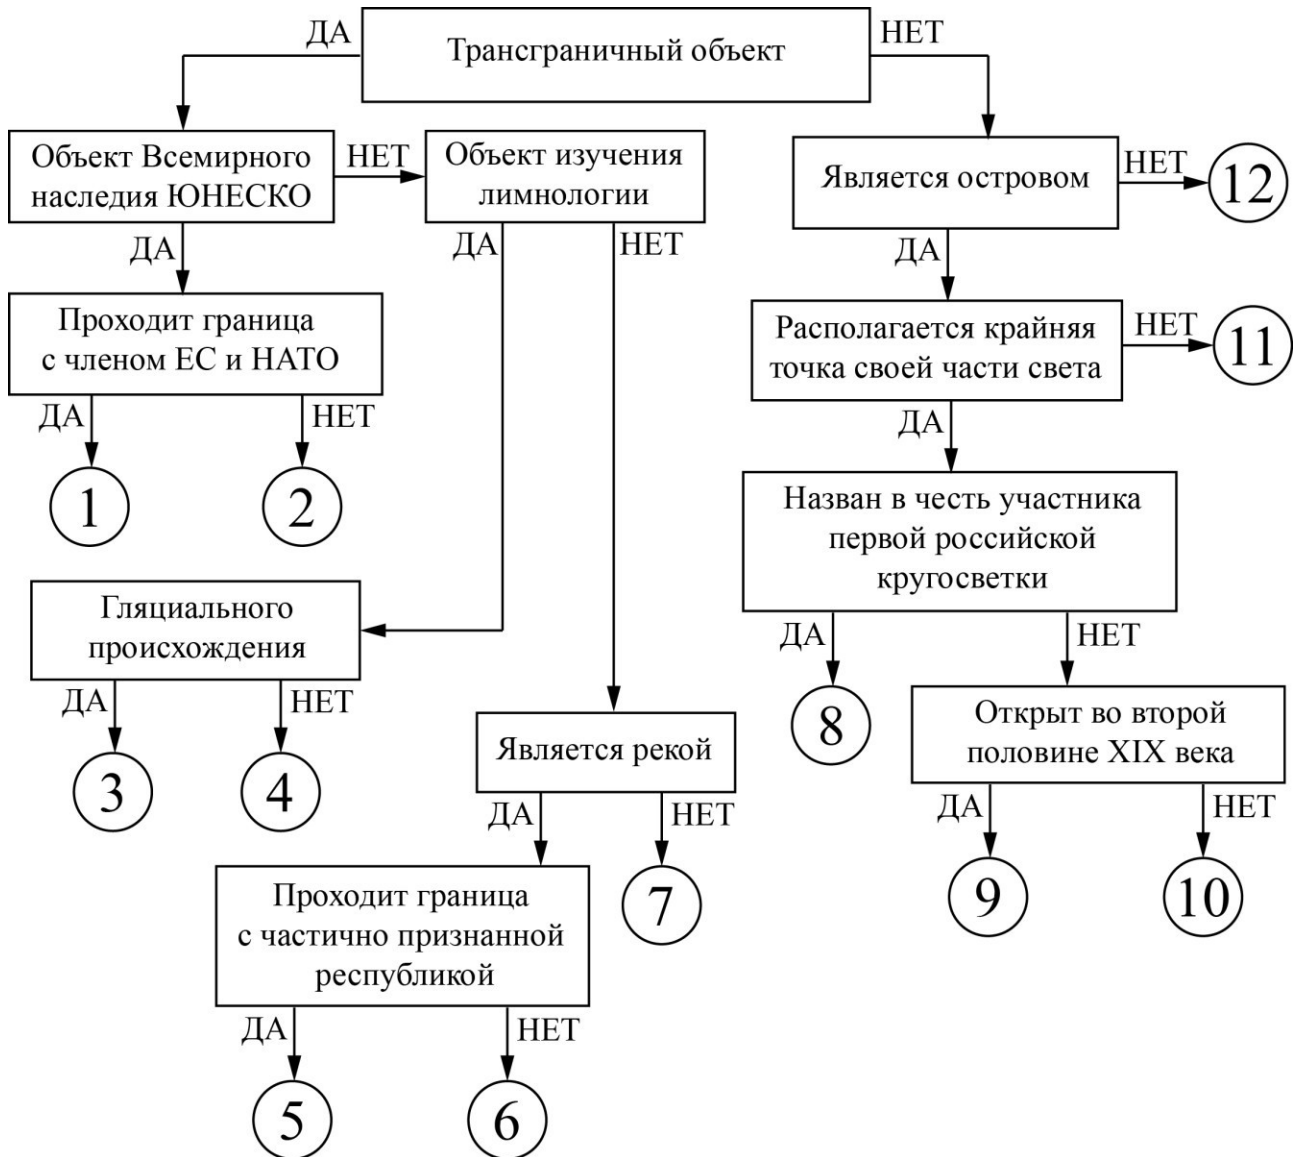 Трансграничный объект
ДА
НЕТ
Объект Всемирного
наследия ЮНЕСКО
НЕТ
Объект изучения
лимнологии
Является островом
НЕТ
12
ДА
ДА
НЕТ
ДА
Проходит граница
с членом ЕС и НАТО
Располагается крайняя
точка своей части света
НЕТ
11
ДА
НЕТ
ДА
1
2
Назван в честь участника
первой российской
кругосветки
Гляциального
происхождения
ДА
НЕТ
ДА
НЕТ
8
Открыт во второй
половине XIX века
3
4
Является рекой
ДА
НЕТ
ДА
НЕТ
Проходит граница
с частично признанной
республикой
7
9
10
ДА
НЕТ
5
6